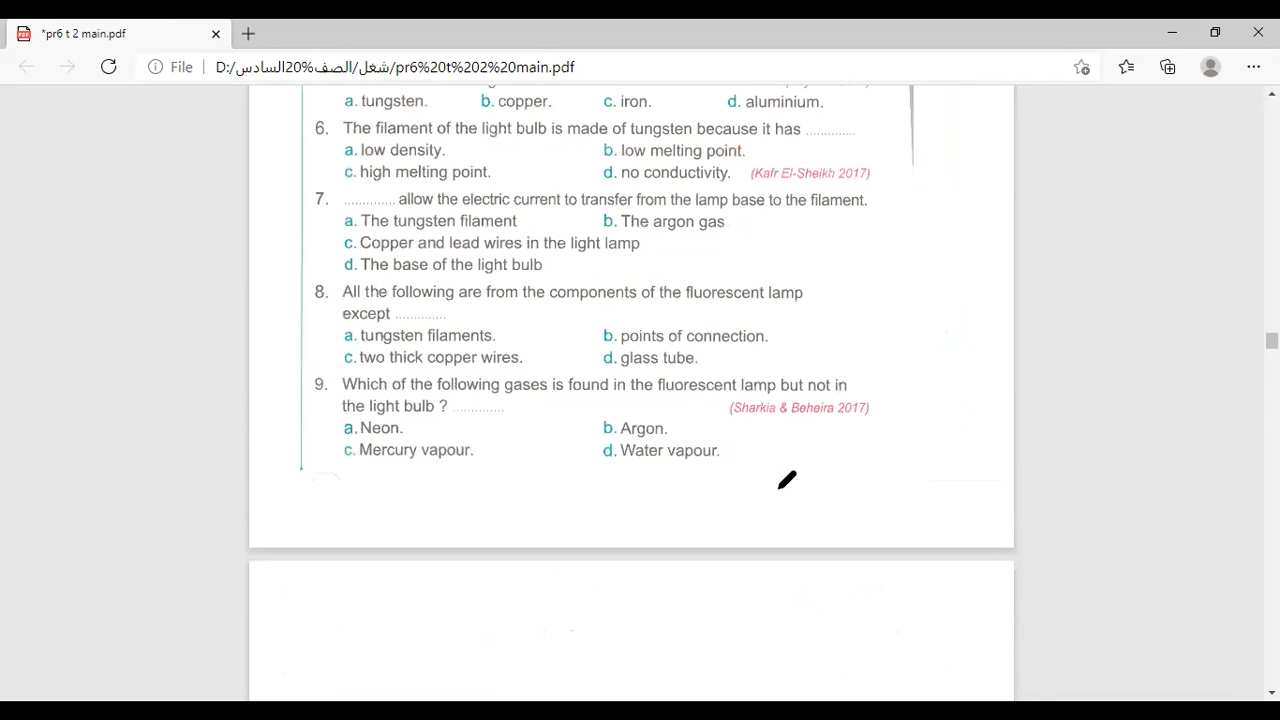 *pr6 t 2 main.pdf
File D:/شغل/الصف%20السادس/pr6%20t%202%20main.pdf
a. tungsten. b. copper. c. iron. d. aluminium.
6. The filament of the light bulb is made of tungsten because it has ..............
a. low density. b. low melting point.
c. high melting point. d. no conductivity. (Kafr El-Sheikh 2017)
7. .............. allow the electric current to transfer from the lamp base to the filament.
a. The tungsten filament b. The argon gas
c. Copper and lead wires in the light lamp
d. The base of the light bulb
8. All the following are from the components of the fluorescent lamp
except ..............
a. tungsten filaments. b. points of connection.
c. two thick copper wires. d. glass tube.
9. Which of the following gases is found in the fluorescent lamp but not in
the light bulb ? .............. (Sharkia & Beheira 2017)
a. Neon. b. Argon.
c. Mercury vapour. d. Water vapour.